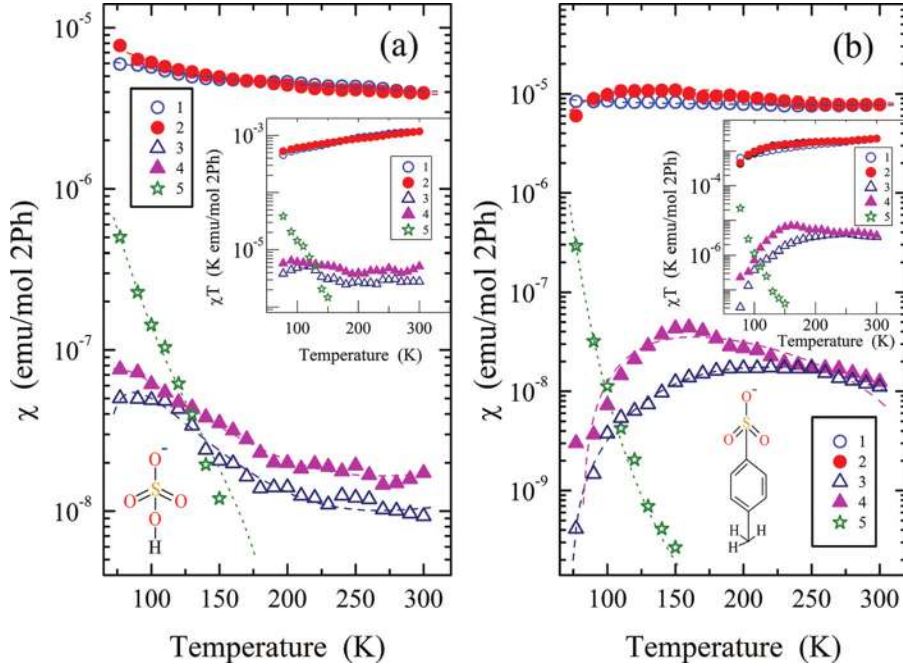 (a)
χ (emu/mol 2Ph)
10⁻⁵
10⁻⁶
10⁻⁷
10⁻⁸
1
2
3
4
5
χT (K emu/mol 2Ph)
10⁻³
10⁻⁵
1
2
3
4
5
100 200 300
Temperature (K)
O⁻
O S O
O
H
100 150 200 250 300
Temperature (K)
(b)
χ (emu/mol 2Ph)
10⁻⁴
10⁻⁵
10⁻⁶
10⁻⁷
10⁻⁸
10⁻⁹
χT (K emu/mol 2Ph)
10⁻⁴
10⁻⁶
1
2
3
4
5
100 200 300
Temperature (K)
O⁻
O S O
H H
H
1
2
3
4
5
100 150 200 250 300
Temperature (K)